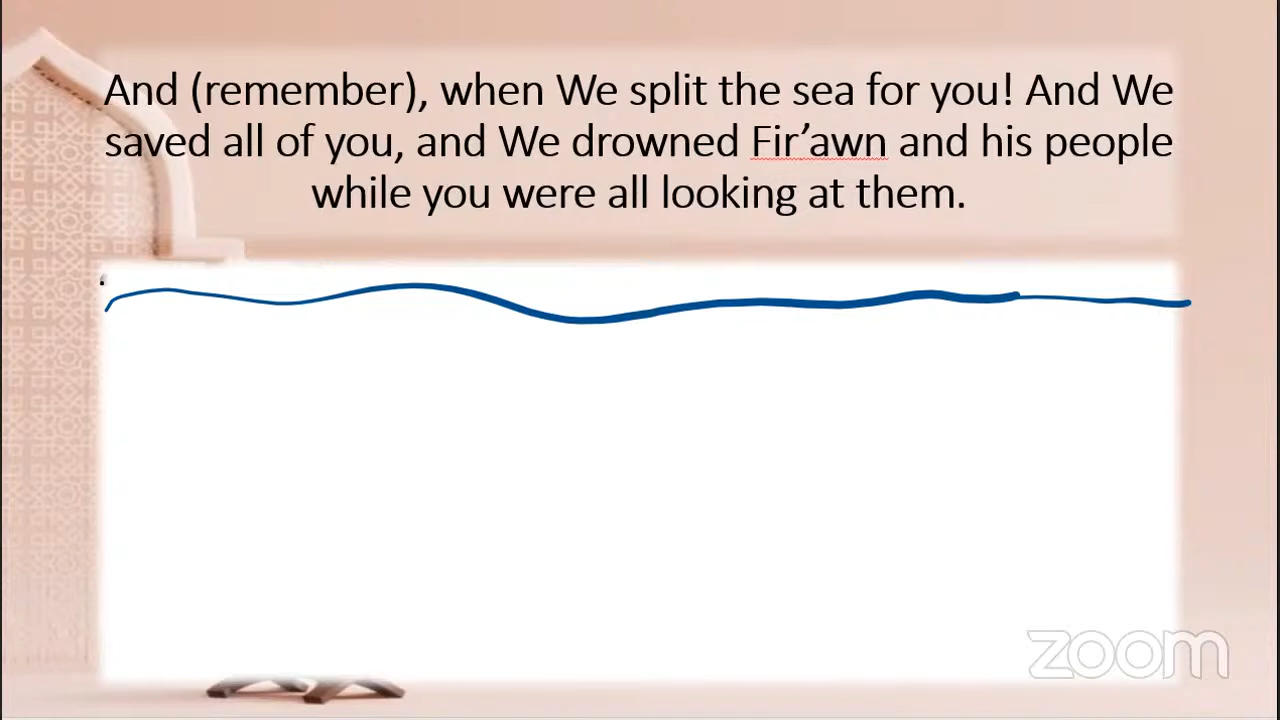 And (remember), when We split the sea for you! And We
saved all of you, and We drowned Fir’awn and his people
while you were all looking at them.
zoom